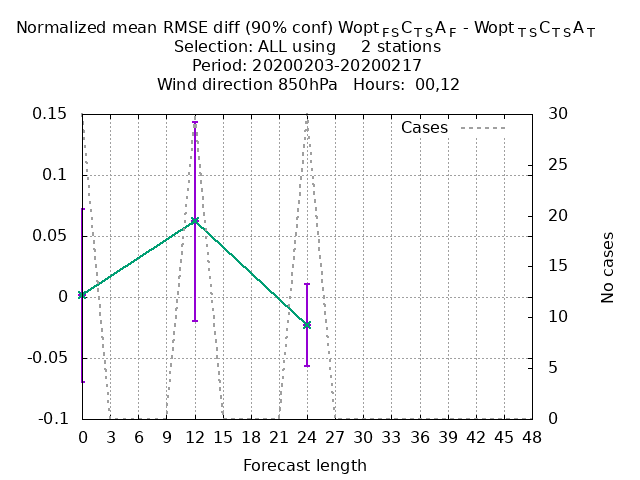 Normalized mean RMSE diff (90% conf) Wopt FS C T S A F - Wopt T S C T S A T
Selection: ALL using 2 stations
Period: 20200203-20200217
Wind direction 850hPa Hours: 00,12
Cases
0.15
0.1
0.05
0
-0.05
-0.1
30
25
20
15
10
5
0
No cases
0 3 6 9 12 15 18 21 24 27 30 33 36 39 42 45 48
Forecast length